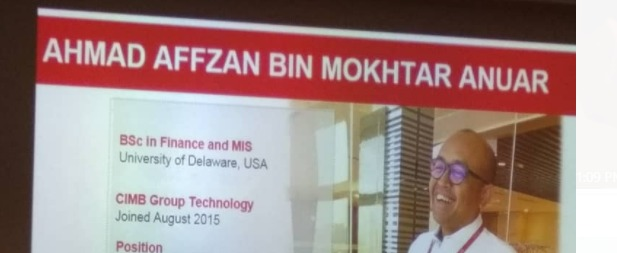 AHMAD AFFZAN BIN MOKHTAR ANUAR
BSc in Finance and MIS
University of Delaware, USA
CIMB Group Technology
Joined August 2015
Position